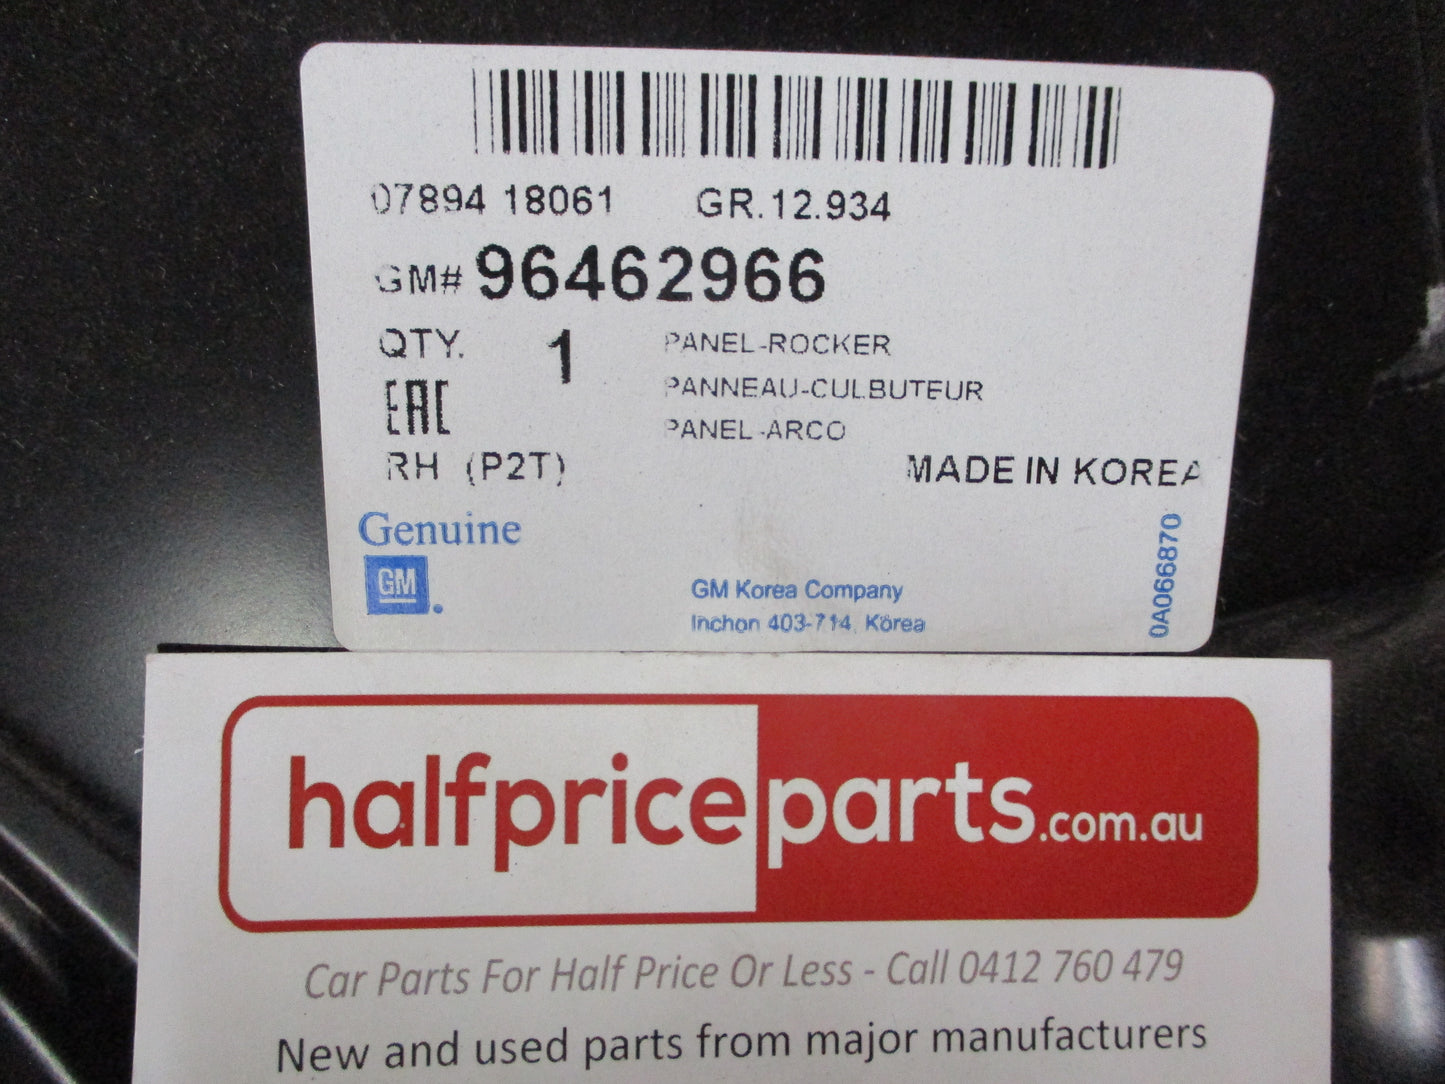 07894 18061 GR.12.934
GM# 96462966
QTY. 1 PANEL-ROCKER
PANNEAU-CULBUTEUR
EAC
PANEL-ARCO
RH (P2T) MADE IN KOREA
Genuine
GM
GM Korea Company
Inchon 403-714, Korea
0A066870
halfpriceparts.com.au
Car Parts For Half Price Or Less - Call 0412 760 479
New and used parts from major manufacturers